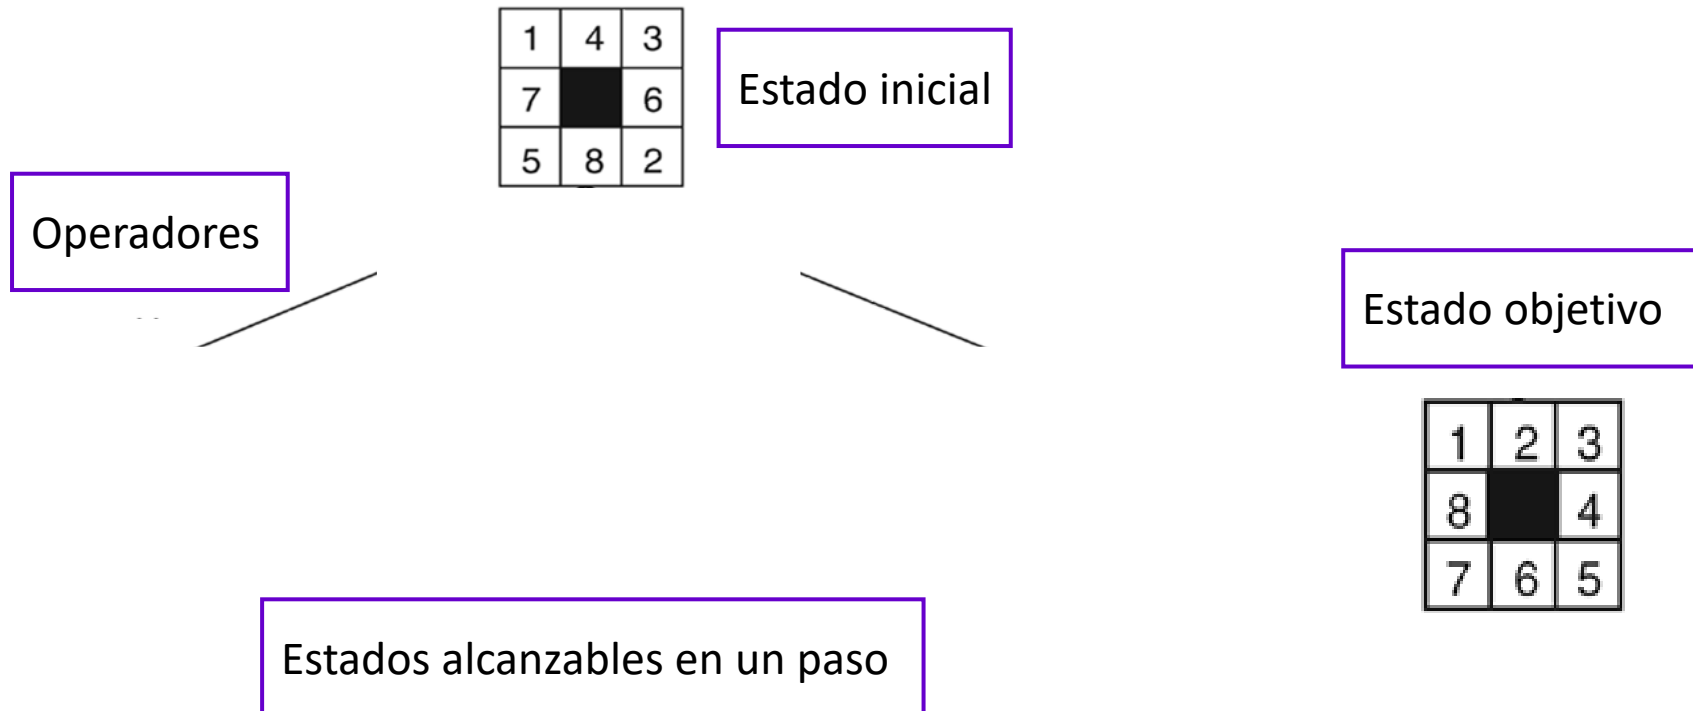 1 4 3
7 6
5 8 2
Estado inicial
Operadores
Estado objetivo
1 2 3
8 4
7 6 5
Estados alcanzables en un paso